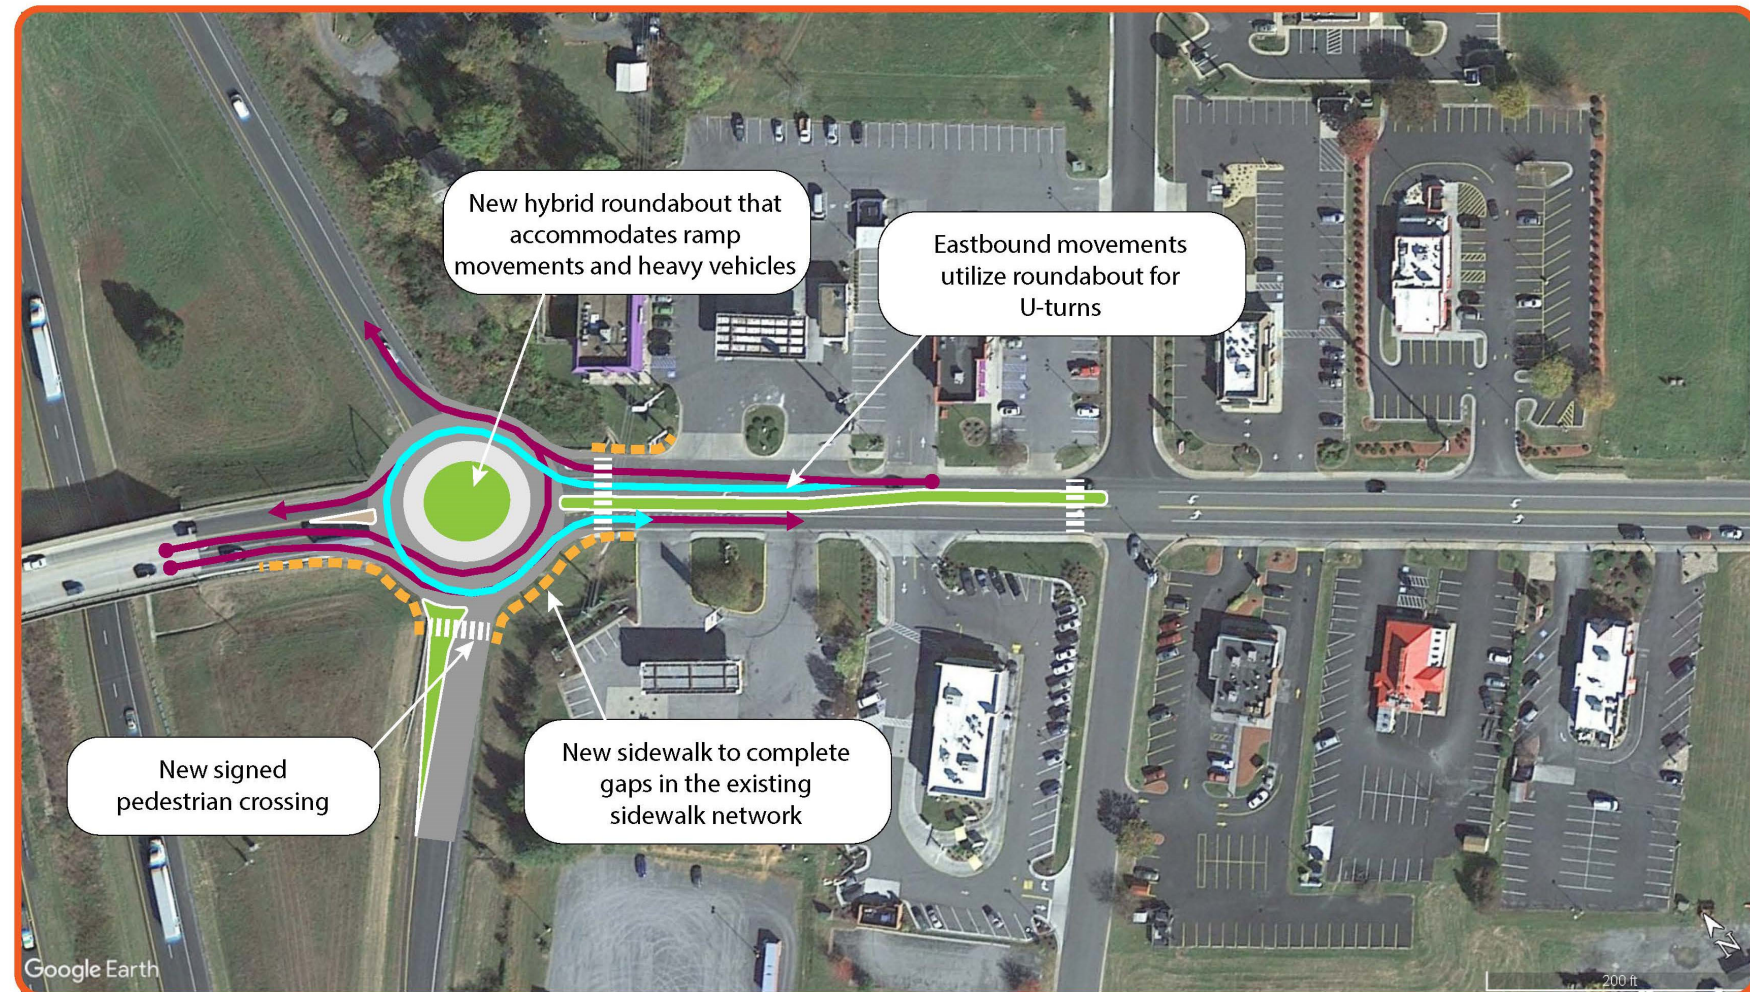 New hybrid roundabout that
accommodates ramp
movements and heavy vehicles
Eastbound movements
utilize roundabout for
U-turns
New signed
pedestrian crossing
New sidewalk to complete
gaps in the existing
sidewalk network
Google Earth
N
200 ft